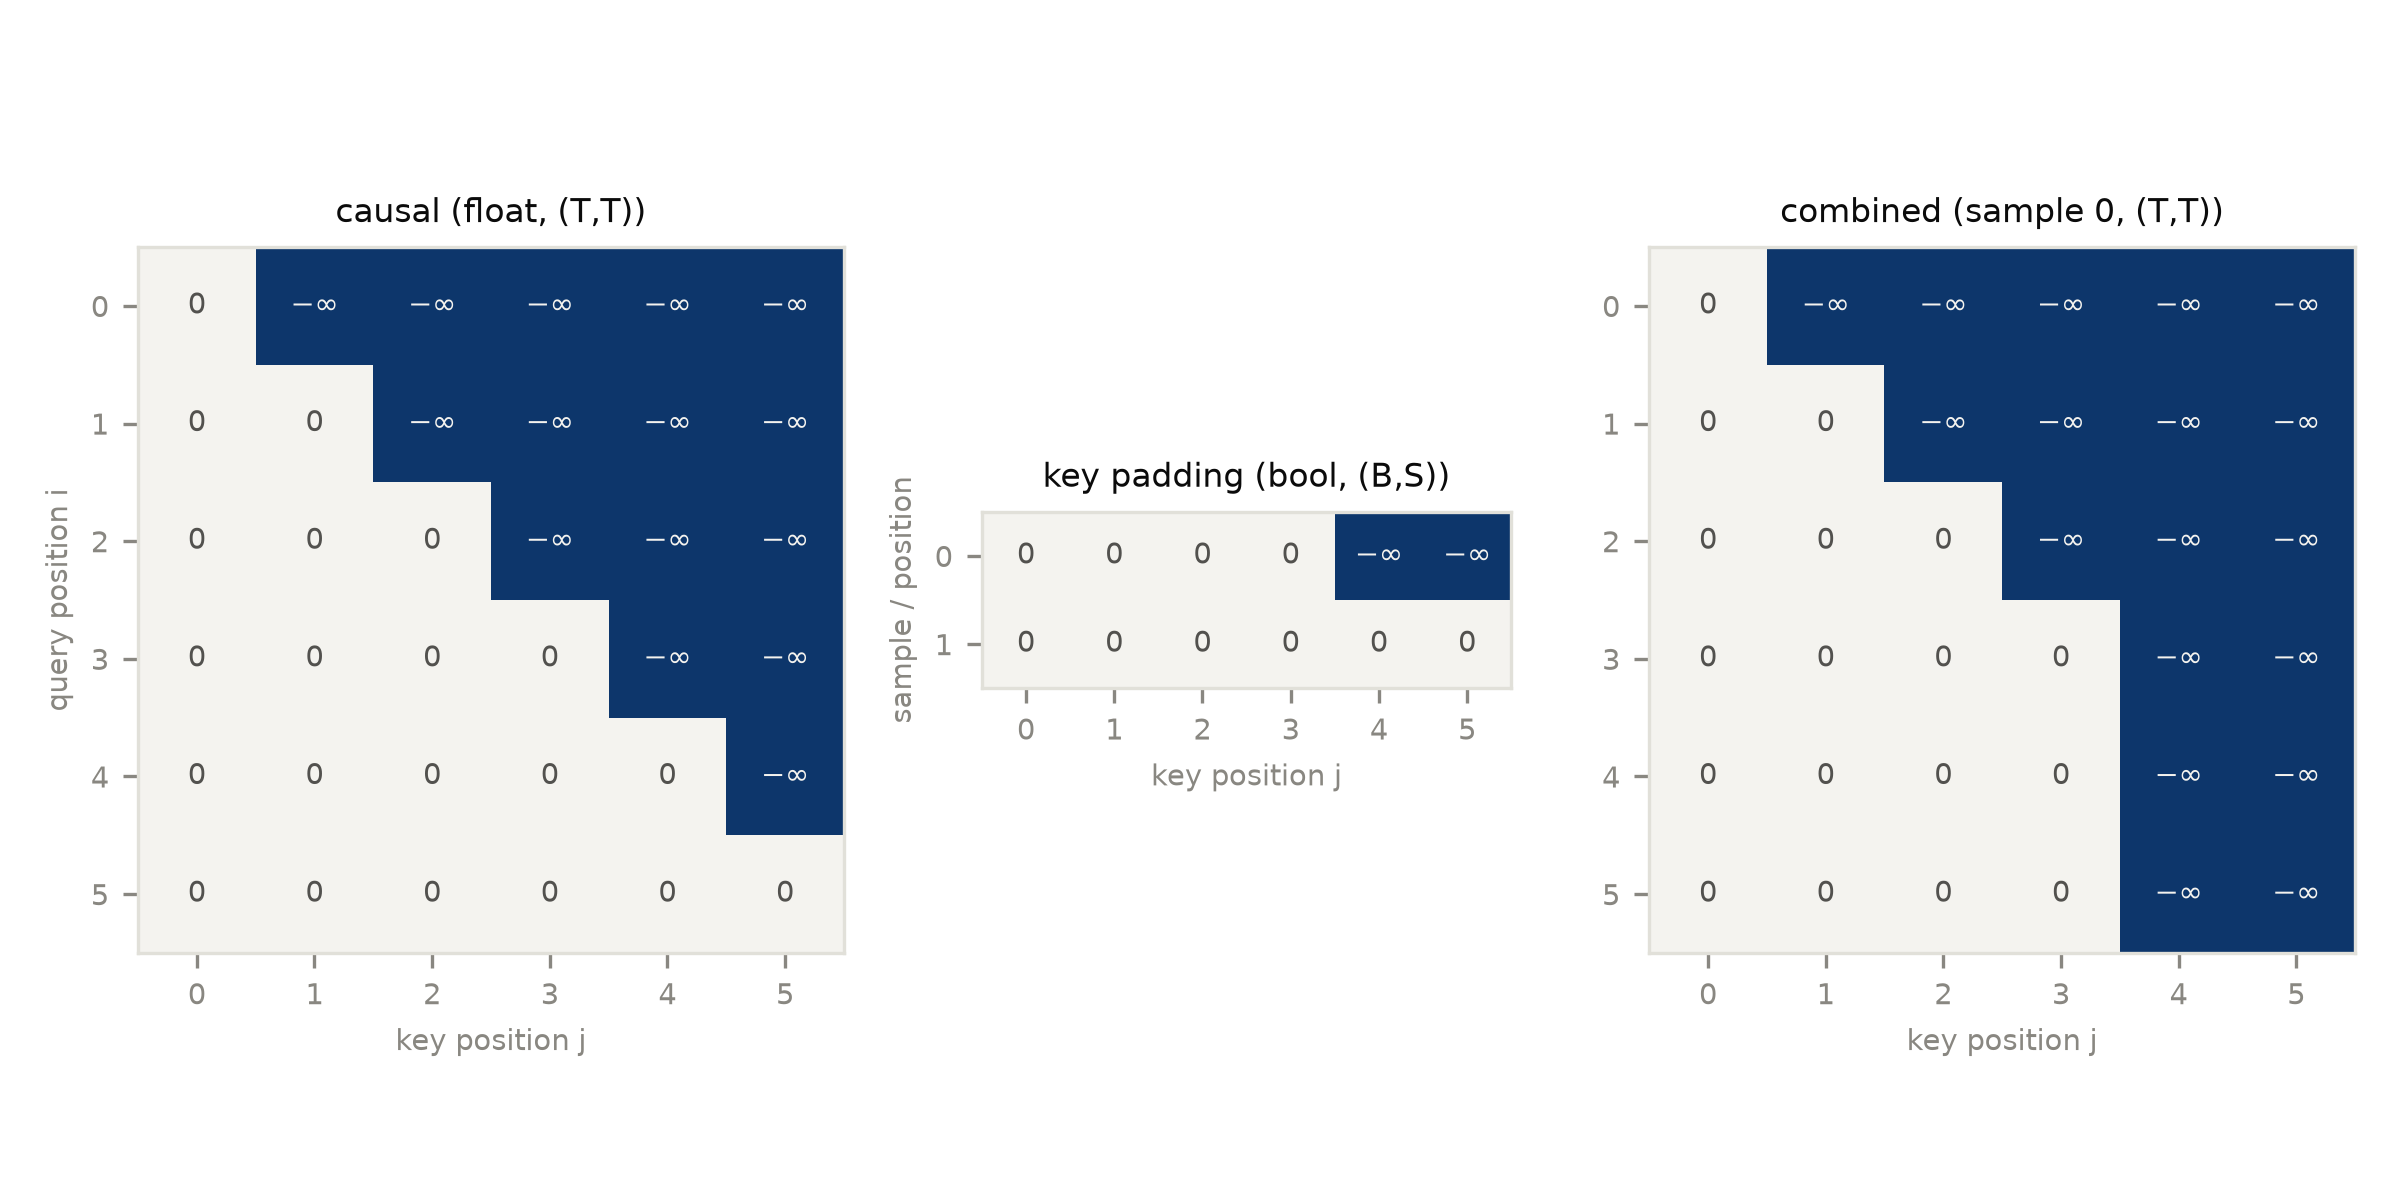 causal (float, (T,T))
query position i
0 0 −∞ −∞ −∞ −∞ −∞
1 0 0 −∞ −∞ −∞ −∞
2 0 0 0 −∞ −∞ −∞
3 0 0 0 0 −∞ −∞
4 0 0 0 0 0 −∞
5 0 0 0 0 0 0
0 1 2 3 4 5
key position j
key padding (bool, (B,S))
sample / position
0 0 0 0 0 −∞ −∞
1 0 0 0 0 0 0
0 1 2 3 4 5
key position j
combined (sample 0, (T,T))
0 0 −∞ −∞ −∞ −∞ −∞
1 0 0 −∞ −∞ −∞ −∞
2 0 0 0 −∞ −∞ −∞
3 0 0 0 0 −∞ −∞
4 0 0 0 0 −∞ −∞
5 0 0 0 0 −∞ −∞
0 1 2 3 4 5
key position j